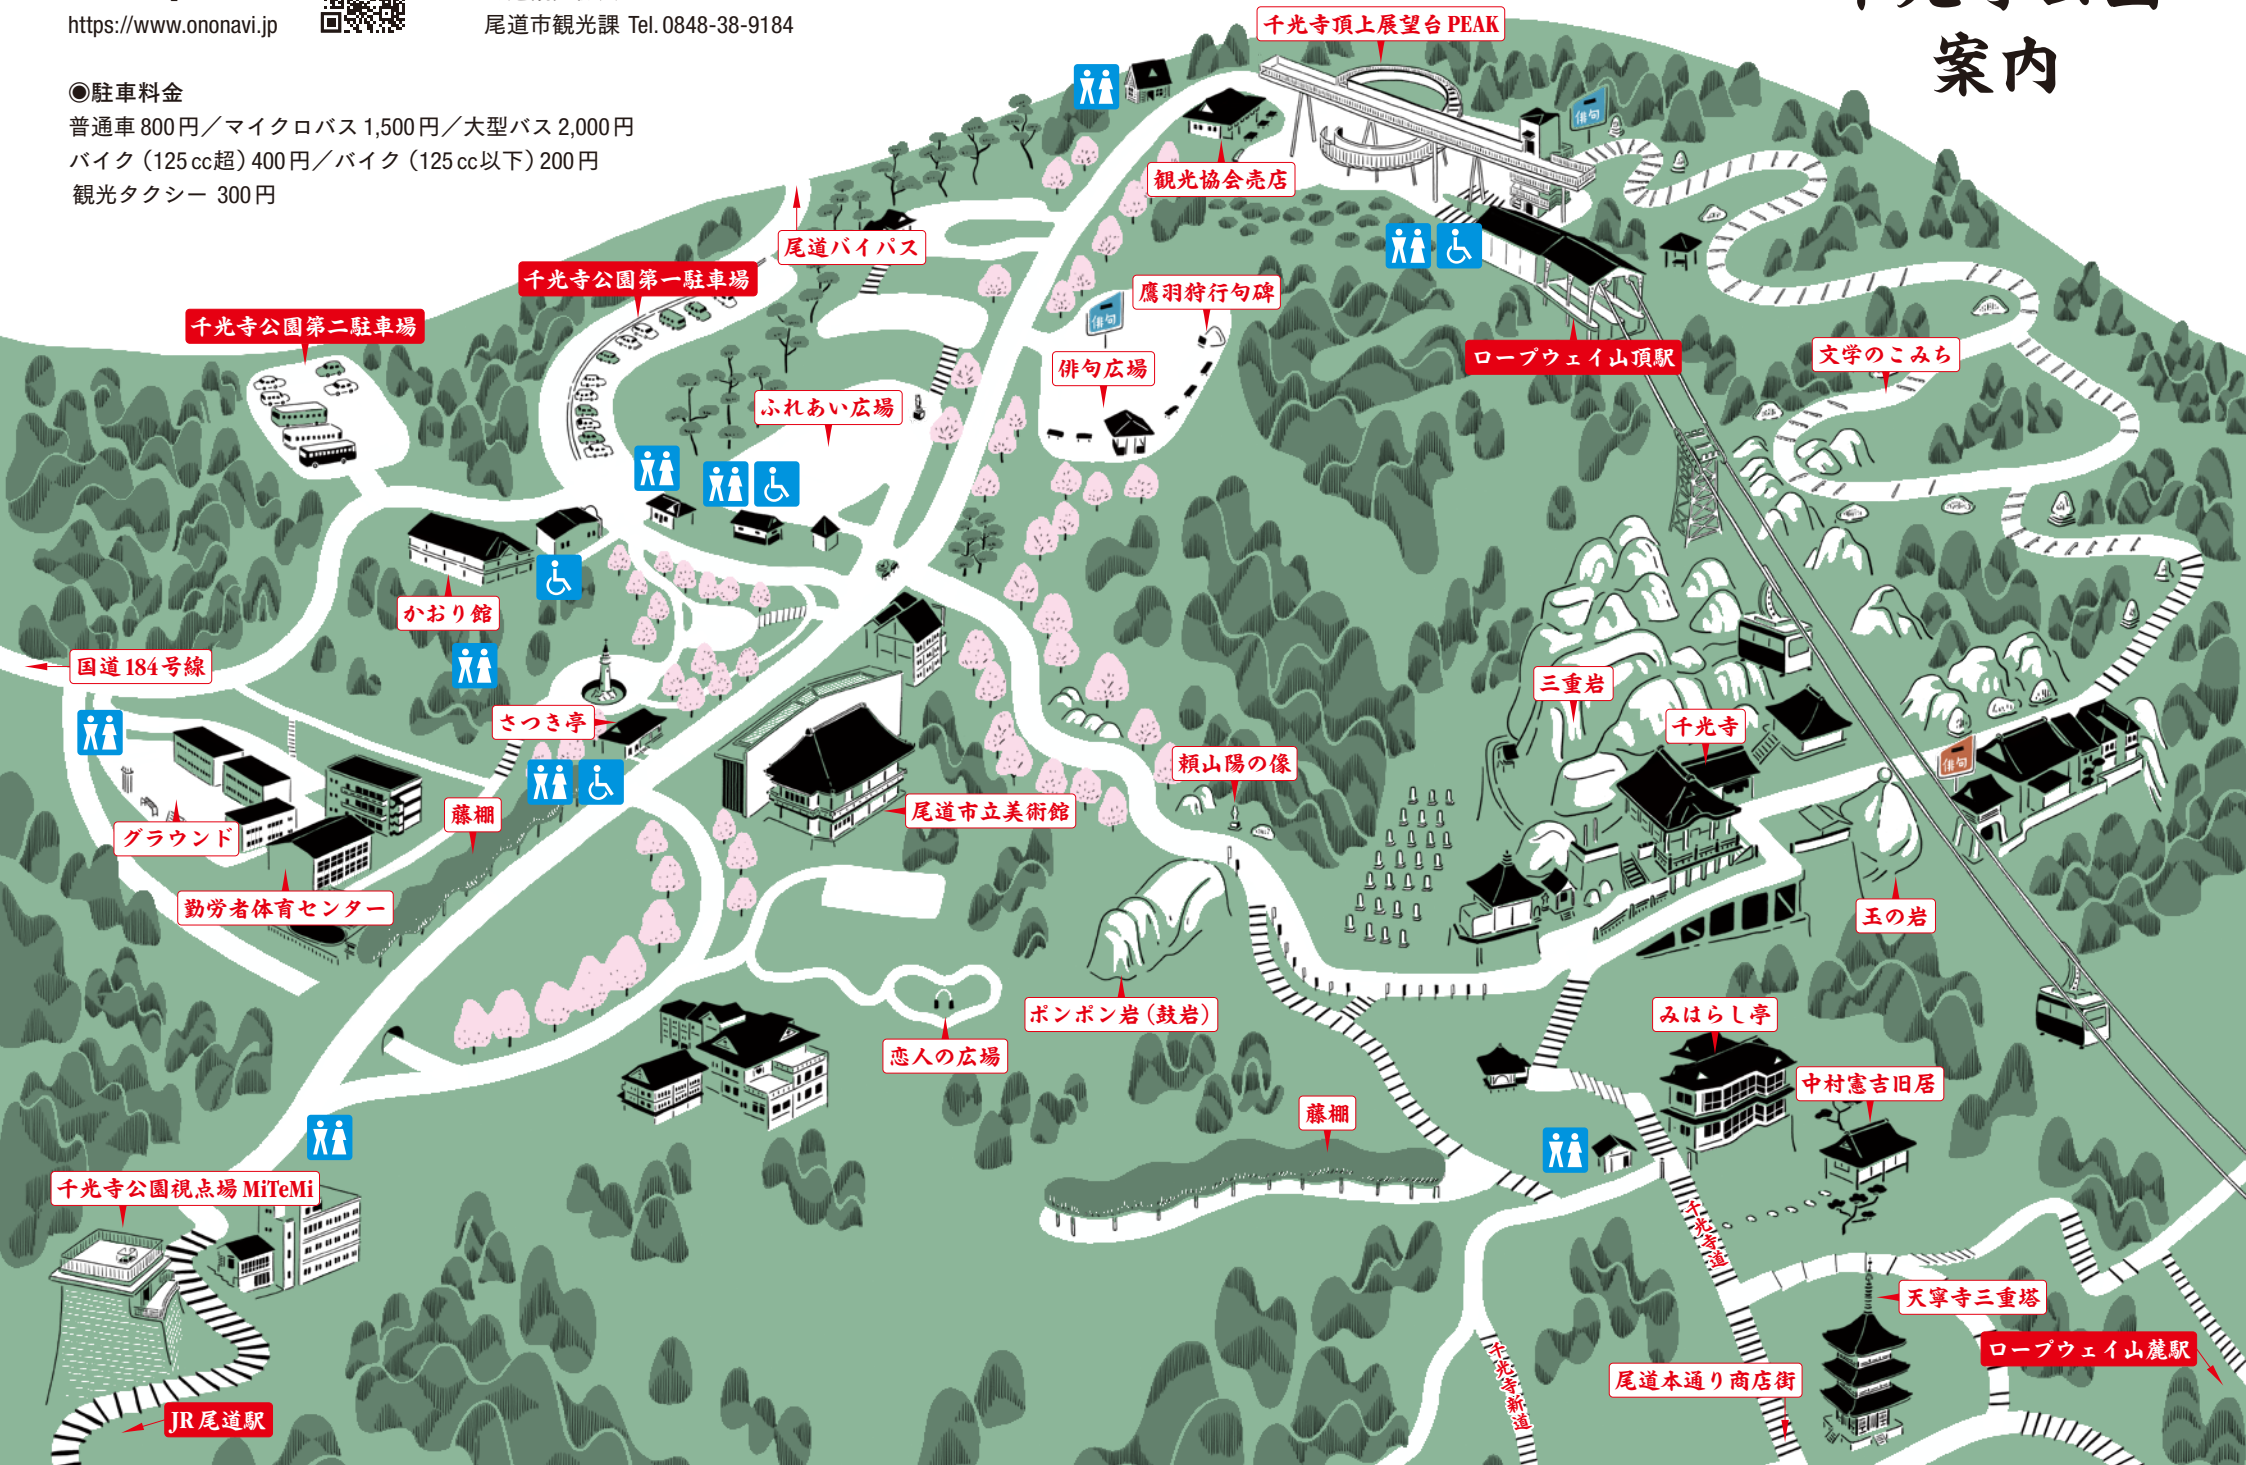 https://www.ononavi.jp
尾道市観光課 Tel. 0848-38-9184
案内
◉駐車料金
普通車 800円／マイクロバス 1,500円／大型バス 2,000円
バイク（125cc超）400円／バイク（125cc以下）200円
観光タクシー 300円
千光寺頂上展望台 PEAK
俳句
観光協会売店
尾道バイパス
千光寺公園第一駐車場
鷹羽狩行句碑
俳句
千光寺公園第二駐車場
俳句広場
ロープウェイ山頂駅
文学のこみち
ふれあい広場
かおり館
国道184号線
三重岩
さつき亭
千光寺
頼山陽の像
俳句
藤棚
尾道市立美術館
グラウンド
勤労者体育センター
玉の岩
ポンポン岩（鼓岩）
みはらし亭
恋人の広場
中村憲吉旧居
藤棚
千光寺公園視点場 MiTeMi
千光寺道
天寧寺三重塔
ロープウェイ山麓駅
尾道本通り商店街
千光寺新道
JR尾道駅